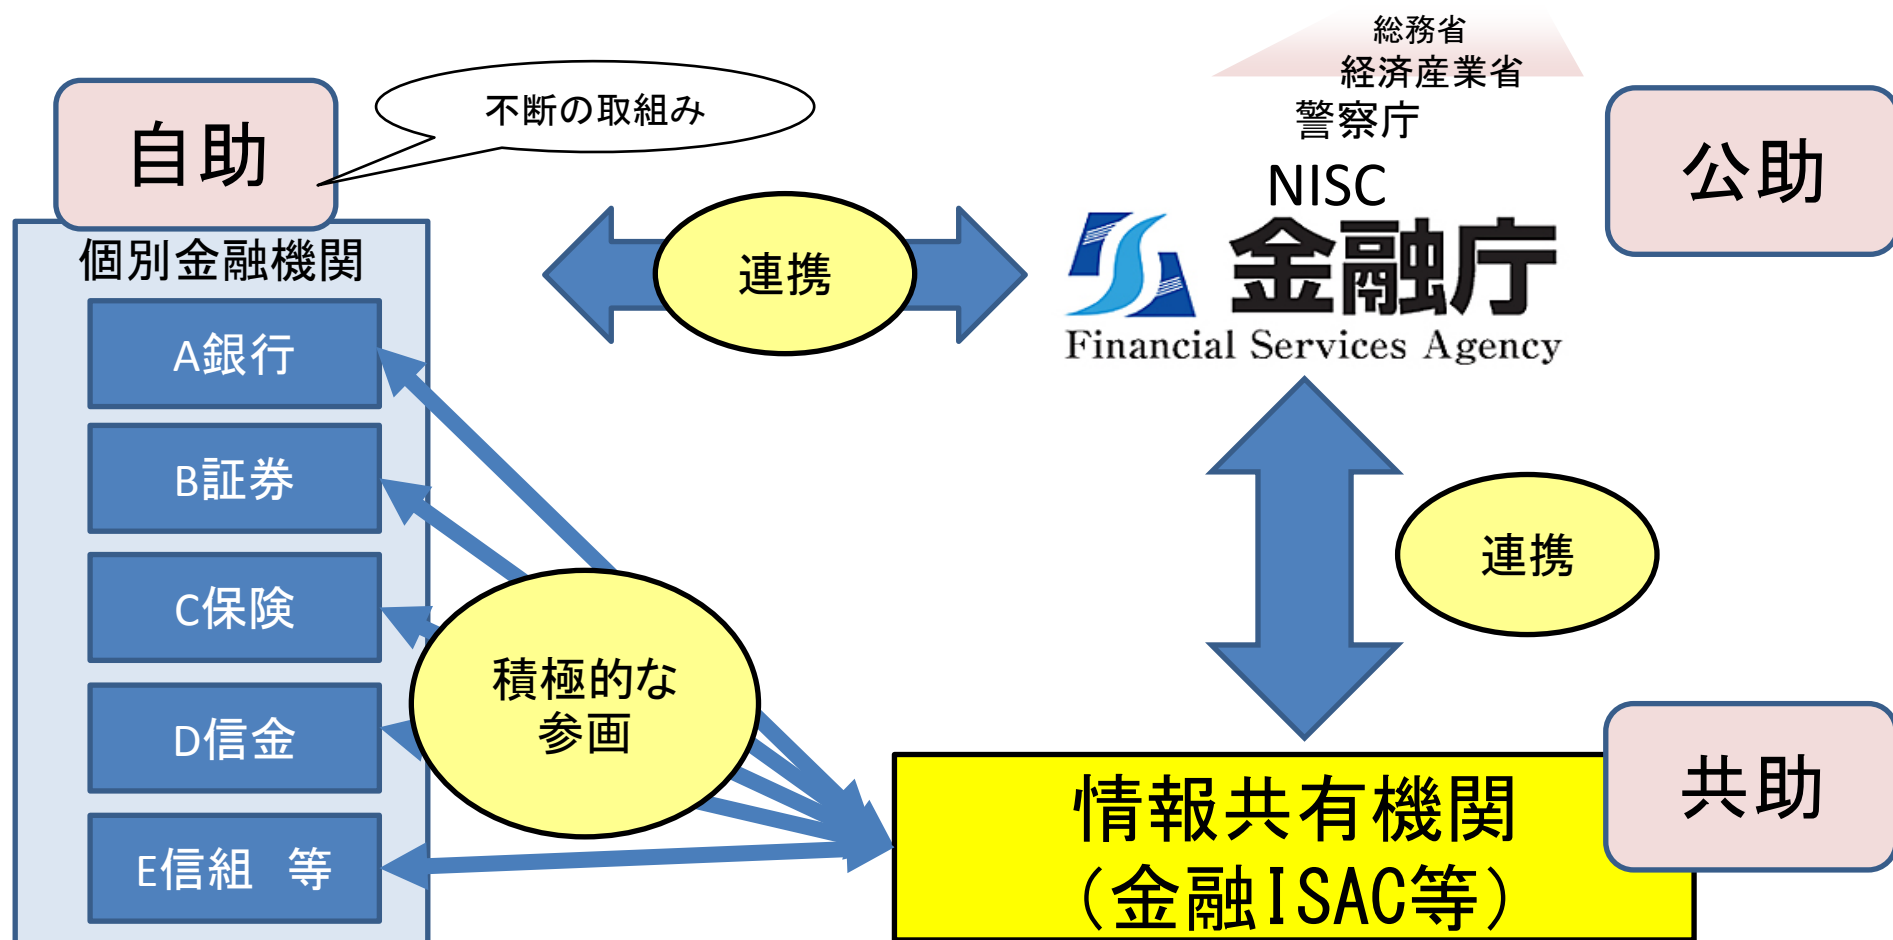 自助
不断の取組み
個別金融機関
A銀行
B証券
C保険
D信金
E信組　等
積極的な
参画
連携
総務省
経済産業省
警察庁
NISC
金融庁
Financial Services Agency
公助
連携
共助
情報共有機関
（金融ISAC等）